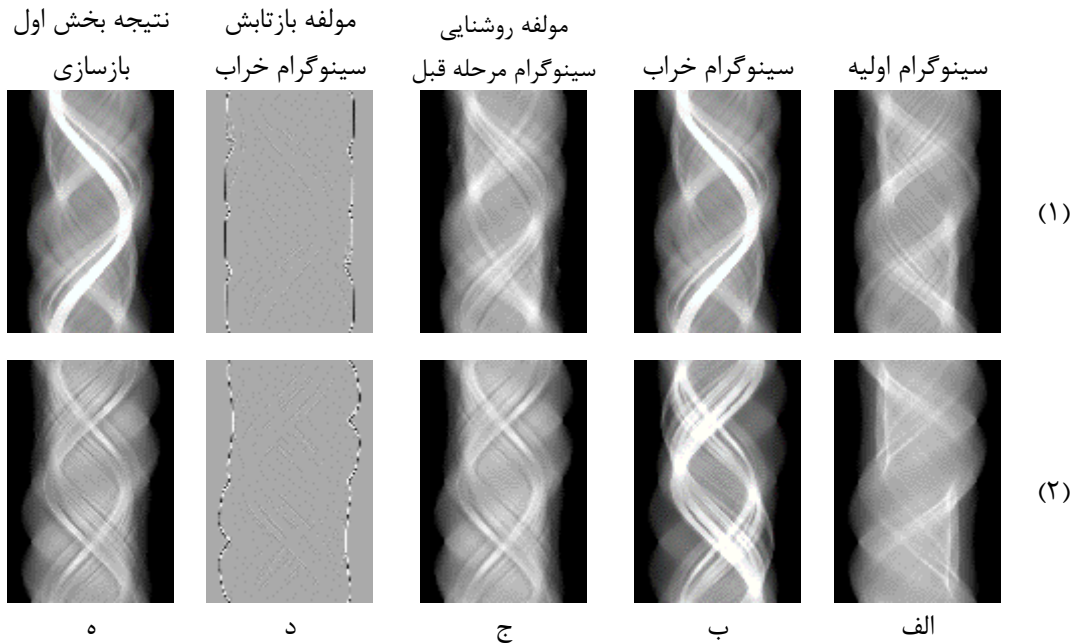 سینوگرام اولیه
سینوگرام خراب
مولفه روشنایی
سینوگرام مرحله قبل
مولفه بازتابش
سینوگرام خراب
نتیجه بخش اول
بازسازی
(۱)
(۲)
الف
ب
ج
د
ه